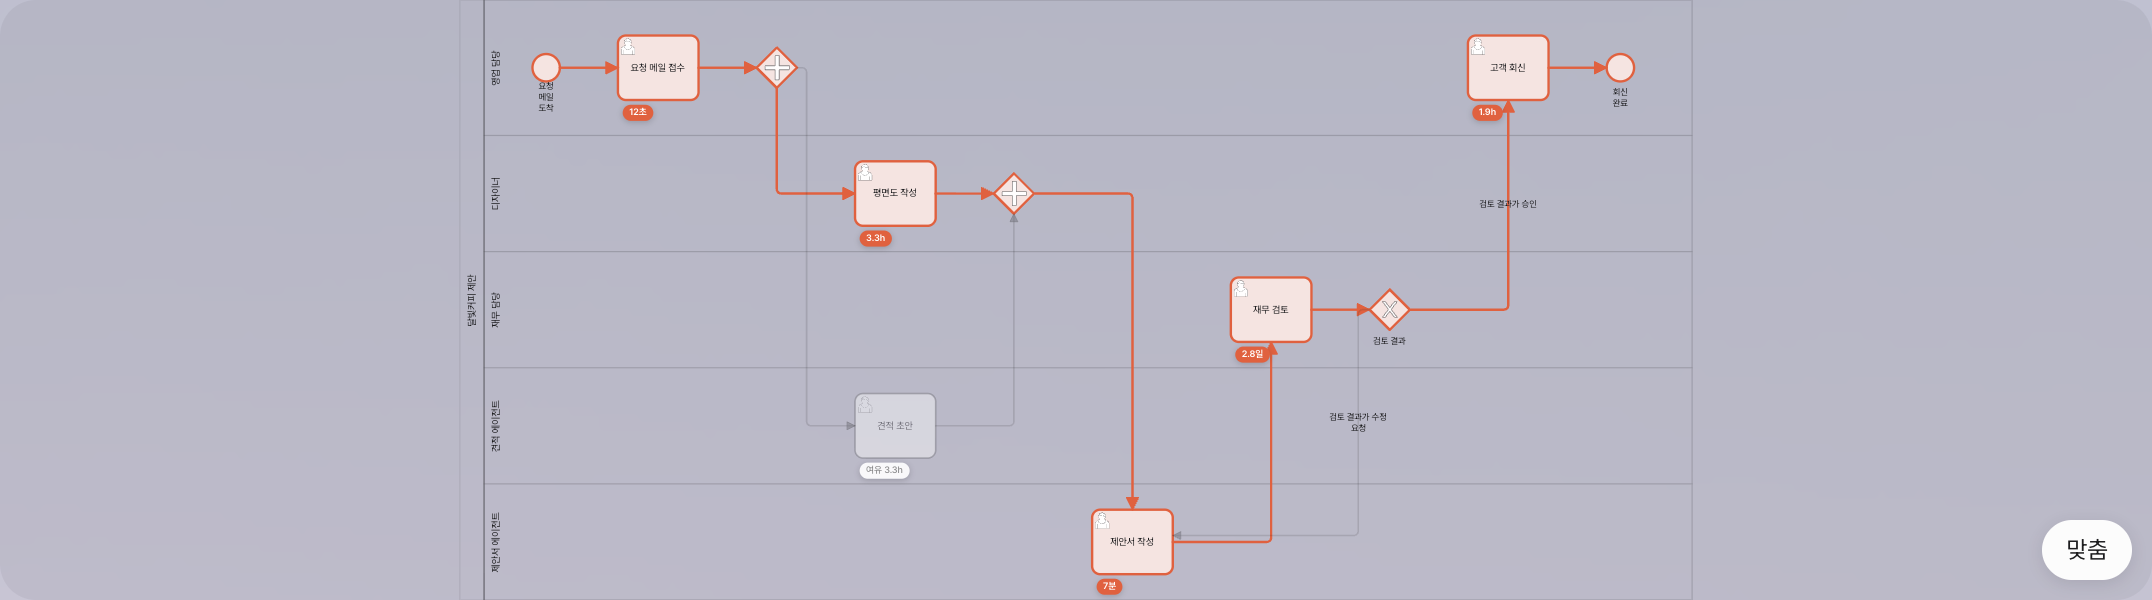 달빛커피 제안
영업 담당
요청
메일
도착
요청 메일 접수
12초
고객 회신
1.9h
회신
완료
디자이너
평면도 작성
3.3h
검토 결과가 승인
재무 담당
재무 검토
2.8일
검토 결과
견적 에이전트
견적 초안
여유 3.3h
검토 결과가 수정
요청
제안서 에이전트
제안서 작성
7분
맞춤